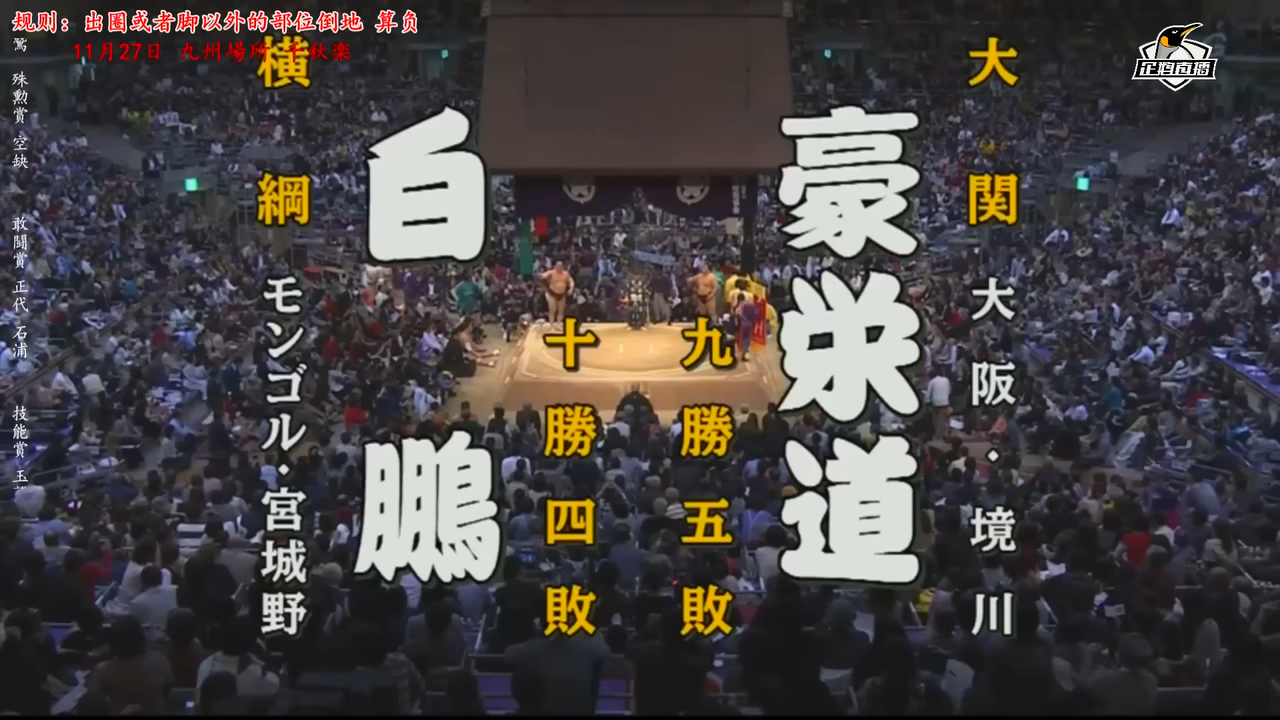 规则：出圈或者脚以外的部位倒地 算负
11月27日 九州場所 千秋楽
企鹅直播
大関
大阪・境川
豪栄道
九勝五敗
十勝四敗
白鵬
横綱
モンゴル・宮城野
殊勲賞 空缺 敢闘賞 正代 石浦 技能賞 玉